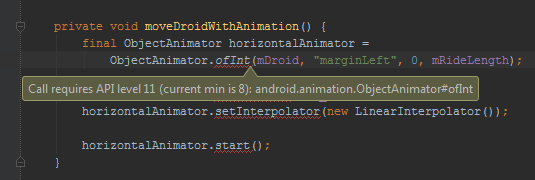 private void moveDroidWithAnimation() {
final ObjectAnimator horizontalAnimator =
ObjectAnimator.ofInt(mDroid, "marginLeft", 0, mRideLength);
Call requires API level 11 (current min is 8): android.animation.ObjectAnimator#ofInt
horizontalAnimator.setInterpolator(new LinearInterpolator());
horizontalAnimator.start();
}